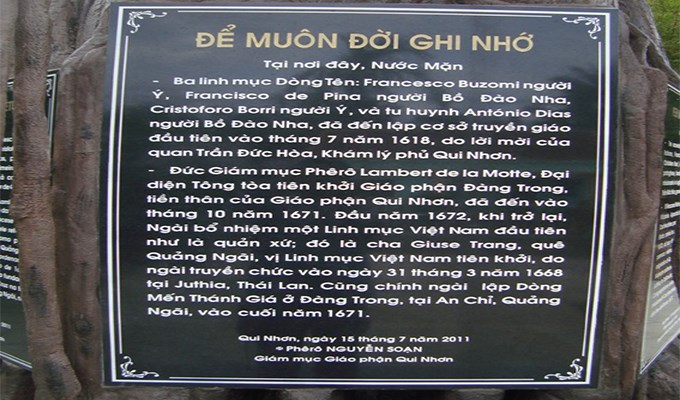 ĐỂ MUÔN ĐỜI GHI NHỚ
Tại nơi đây, Nước Mặn
- Ba linh mục Dòng Tên: Francesco Buzomi người
Ý, Francisco de Pina người Bồ Đào Nha,
Cristoforo Borri người Ý, và tu huynh António Dias
người Bồ Đào Nha, đã đến lập cơ sở truyền giáo
đầu tiên vào tháng 7 năm 1618, do lời mời của
quan Trần Đức Hòa, Khám lý phủ Qui Nhơn.
- Đức Giám mục Phêrô Lambert de la Motte, Đại
diện Tông tòa tiên khởi Giáo phận Đàng Trong,
tiền thân của Giáo phận Qui Nhơn, đã đến vào
tháng 10 năm 1671. Đầu năm 1672, khi trở lại,
Ngài bổ nhiệm một Linh mục Việt Nam đầu tiên
như là quản xứ; đó là cha Giuse Trang, quê
Quảng Ngãi, vị Linh mục Việt Nam tiên khởi, do
ngài truyền chức vào ngày 31 tháng 3 năm 1668
tại Juthia, Thái Lan. Cũng chính ngài lập Dòng
Mến Thánh Giá ở Đàng Trong, tại An Chỉ, Quảng
Ngãi, vào cuối năm 1671.
Qui Nhơn, ngày 15 tháng 7 năm 2011
+ Phêrô NGUYỄN SOẠN
Giám mục Giáo phận Qui Nhơn